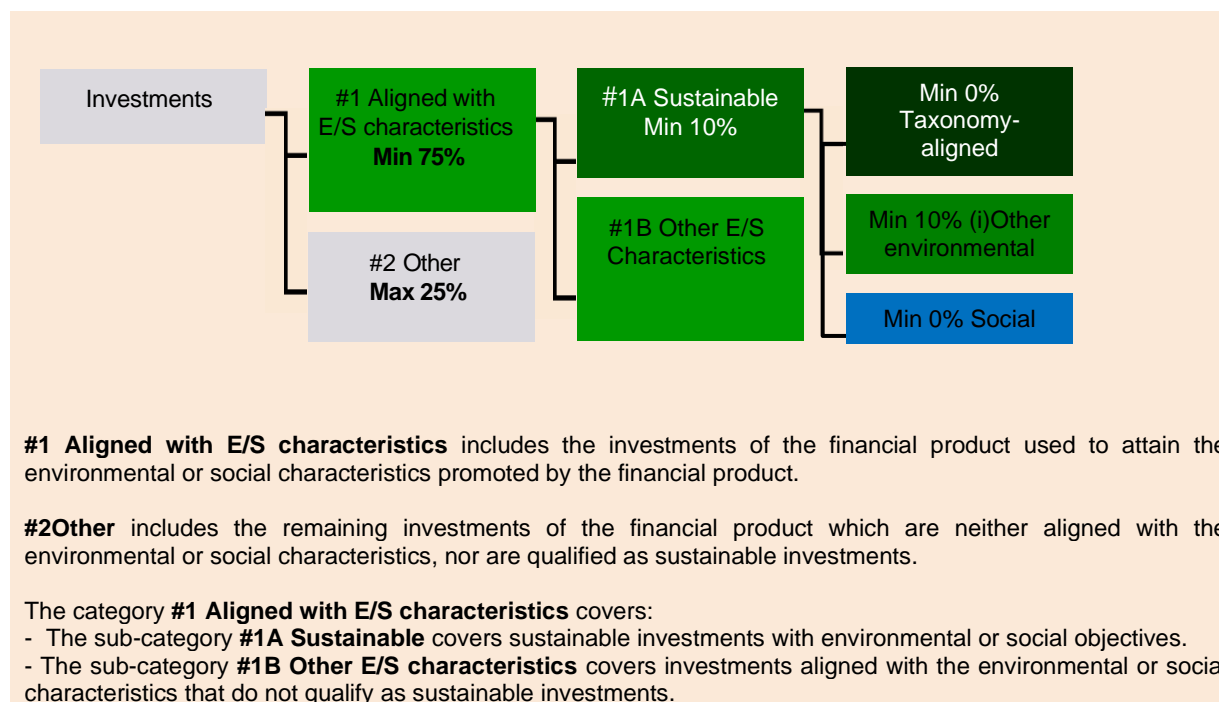 Investments
#1 Aligned with
E/S characteristics
Min 75%
#2 Other
Max 25%
#1A Sustainable
Min 10%
#1B Other E/S
Characteristics
Min 0%
Taxonomy-
aligned
Min 10% (i)Other
environmental
Min 0% Social
#1 Aligned with E/S characteristics includes the investments of the financial product used to attain the
environmental or social characteristics promoted by the financial product.
#2Other includes the remaining investments of the financial product which are neither aligned with the
environmental or social characteristics, nor are qualified as sustainable investments.
The category #1 Aligned with E/S characteristics covers:
- The sub-category #1A Sustainable covers sustainable investments with environmental or social objectives.
- The sub-category #1B Other E/S characteristics covers investments aligned with the environmental or social
characteristics that do not qualify as sustainable investments.